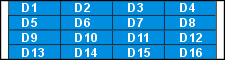 D1 D2 D3 D4
D5 D6 D7 D8
D9 D10 D11 D12
D13 D14 D15 D16